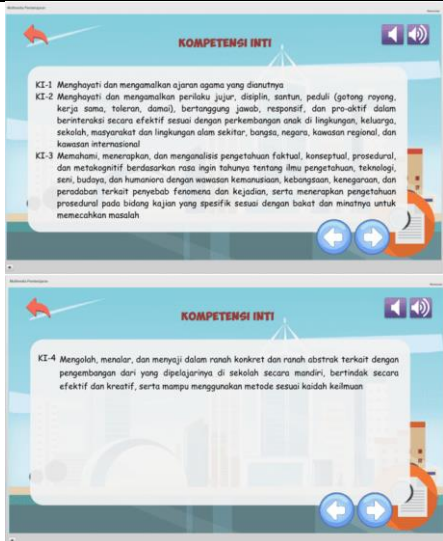 Multimedia Pembelajaran
KOMPETENSI INTI
KI-1 Menghayati dan mengamalkan ajaran agama yang dianutnya
KI-2 Menghayati dan mengamalkan perilaku jujur, disiplin, santun, peduli (gotong royong,
kerja sama, toleran, damai), bertanggung jawab, responsif, dan pro-aktif dalam
berinteraksi secara efektif sesuai dengan perkembangan anak di lingkungan, keluarga,
sekolah, masyarakat dan lingkungan alam sekitar, bangsa, negara, kawasan regional, dan
kawasan internasional
KI-3 Memahami, menerapkan, dan menganalisis pengetahuan faktual, konseptual, prosedural,
dan metakognitif berdasarkan rasa ingin tahunya tentang ilmu pengetahuan, teknologi,
seni, budaya, dan humaniora dengan wawasan kemanusiaan, kebangsaan, kenegaraan, dan
peradaban terkait penyebab fenomena dan kejadian, serta menerapkan pengetahuan
prosedural pada bidang kajian yang spesifik sesuai dengan bakat dan minatnya untuk
memecahkan masalah
Multimedia Pembelajaran
KOMPETENSI INTI
KI-4 Mengolah, menalar, dan menyaji dalam ranah konkret dan ranah abstrak terkait dengan
pengembangan dari yang dipelajarinya di sekolah secara mandiri, bertindak secara
efektif dan kreatif, serta mampu menggunakan metode sesuai kaidah keilmuan